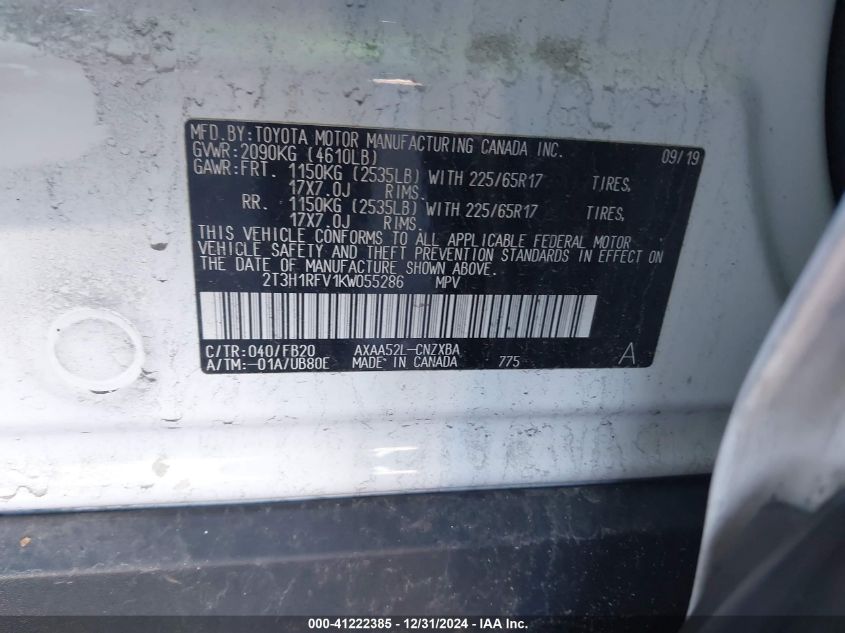 MFD. BY: TOYOTA MOTOR MANUFACTURING CANADA INC. 09/19
GVWR: 2090KG (4610LB)
GAWR: FRT. 1150KG (2535LB) WITH 225/65R17 TIRES,
17X7.0J RIMS.
RR. 1150KG (2535LB) WITH 225/65R17 TIRES,
17X7.0J RIMS.
THIS VEHICLE CONFORMS TO ALL APPLICABLE FEDERAL MOTOR
VEHICLE SAFETY AND THEFT PREVENTION STANDARDS IN EFFECT ON
THE DATE OF MANUFACTURE SHOWN ABOVE.
2T3H1RFV1KW055286 MPV
C/TR: 040/FB20 AXAA52L-CNZXBA A
A/TM: -01A/UB80E MADE IN CANADA 775
000-41222385 - 12/31/2024 - IAA Inc.